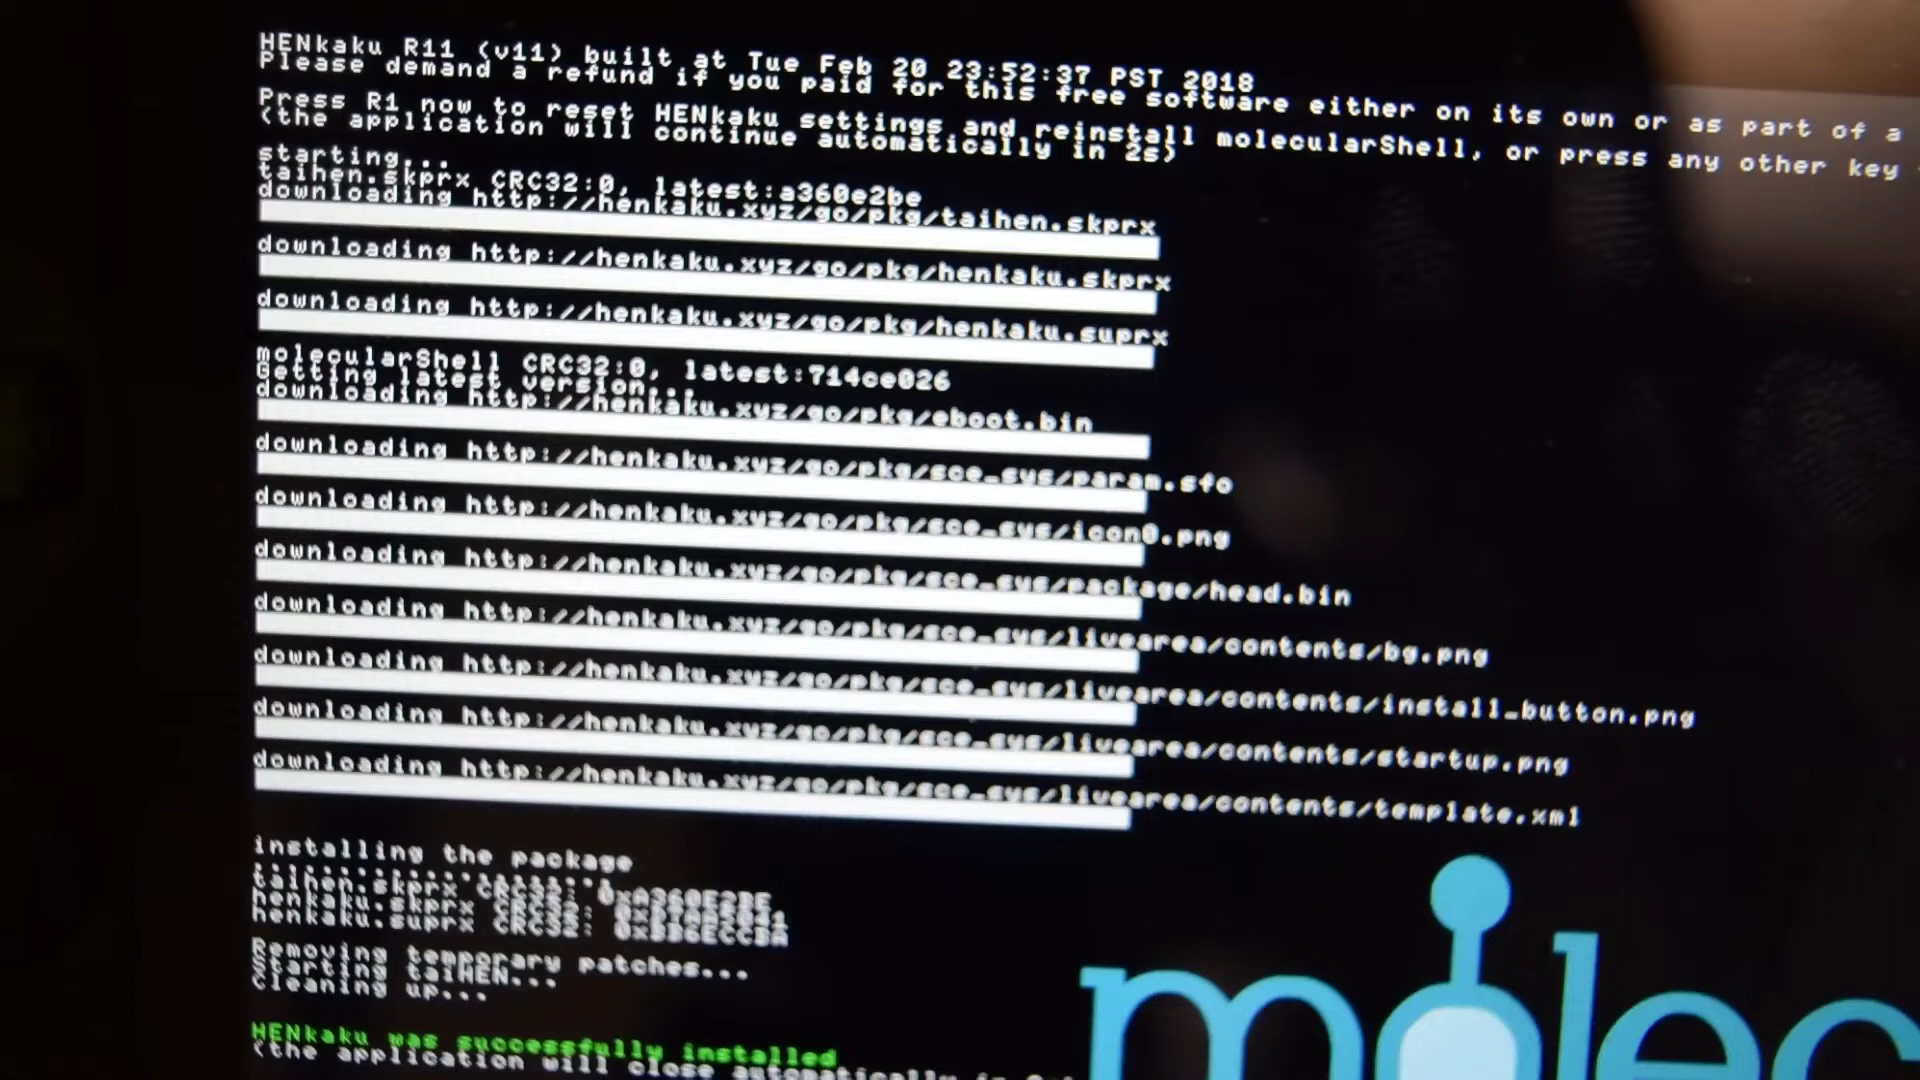 HENkaku R11 (v11) built at Tue Feb 20 23:52:37 PST 2018
Please demand a refund if you paid for this free software either on its own or as part of a
Press R1 now to reset HENkaku settings and reinstall molecularShell, or press any other key
(the application will continue automatically in 2s)
starting...
taihen.skprx CRC32:0, latest:a360e2be
downloading http://henkaku.xyz/go/pkg/taihen.skprx
downloading http://henkaku.xyz/go/pkg/henkaku.skprx
downloading http://henkaku.xyz/go/pkg/henkaku.suprx
molecularShell CRC32:0, latest:714ce026
Getting latest version...
downloading http://henkaku.xyz/go/pkg/eboot.bin
downloading http://henkaku.xyz/go/pkg/sce_sys/param.sfo
downloading http://henkaku.xyz/go/pkg/sce_sys/icon0.png
downloading http://henkaku.xyz/go/pkg/sce_sys/package/head.bin
downloading http://henkaku.xyz/go/pkg/sce_sys/livearea/contents/bg.png
downloading http://henkaku.xyz/go/pkg/sce_sys/livearea/contents/install_button.png
downloading http://henkaku.xyz/go/pkg/sce_sys/livearea/contents/startup.png
downloading http://henkaku.xyz/go/pkg/sce_sys/livearea/contents/template.xml
installing the package
taihen.skprx CRC32: 0xA360E2BE
henkaku.skprx CRC32:
henkaku.suprx CRC32:
Removing temporary patches...
Starting taiHEN...
Cleaning up...
HENkaku was successfully installed
(the application will close automatically in
molec